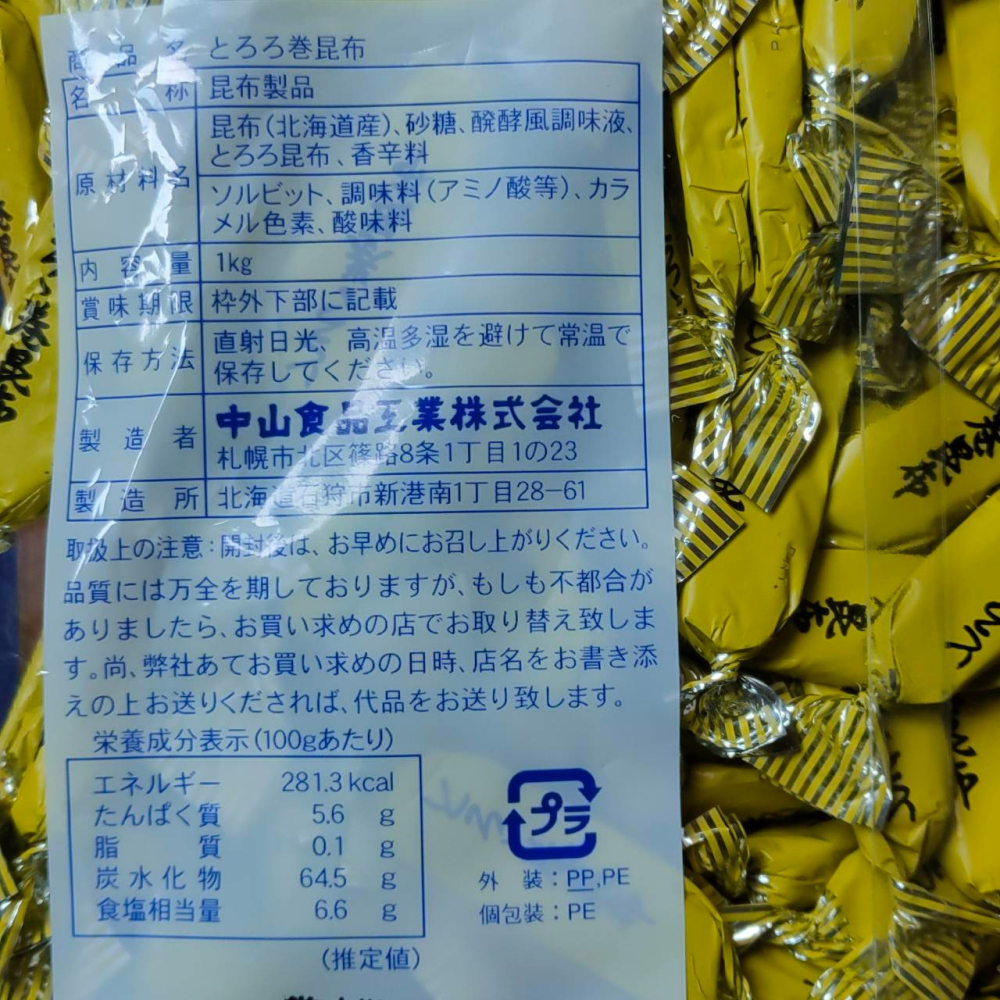 商品名 とろろ巻昆布
名称 昆布製品
原材料名 昆布(北海道産)、砂糖、醗酵風調味液、
とろろ昆布、香辛料
ソルビット、調味料(アミノ酸等)、カラ
メル色素、酸味料
内容量 1kg
賞味期限 枠外下部に記載
保存方法 直射日光、高温多湿を避けて常温で
保存してください。
製造者 中山食品工業株式会社
札幌市北区篠路8条1丁目1の23
製造所 北海道石狩市新港南1丁目28-61
取扱上の注意:開封後は、お早めにお召し上がりください。
品質には万全を期しておりますが、もしも不都合が
ありましたら、お買い求めの店でお取り替え致しま
す。尚、弊社あてお買い求めの日時、店名をお書き添
えの上お送りくだされば、代品をお送り致します。
栄養成分表示(100gあたり)
エネルギー 281.3kcal
たんぱく質 5.6 g
脂質 0.1 g
炭水化物 64.5 g
食塩相当量 6.6 g
(推定値)
プラ
外装:PP,PE
個包装:PE
巻昆布
昆布